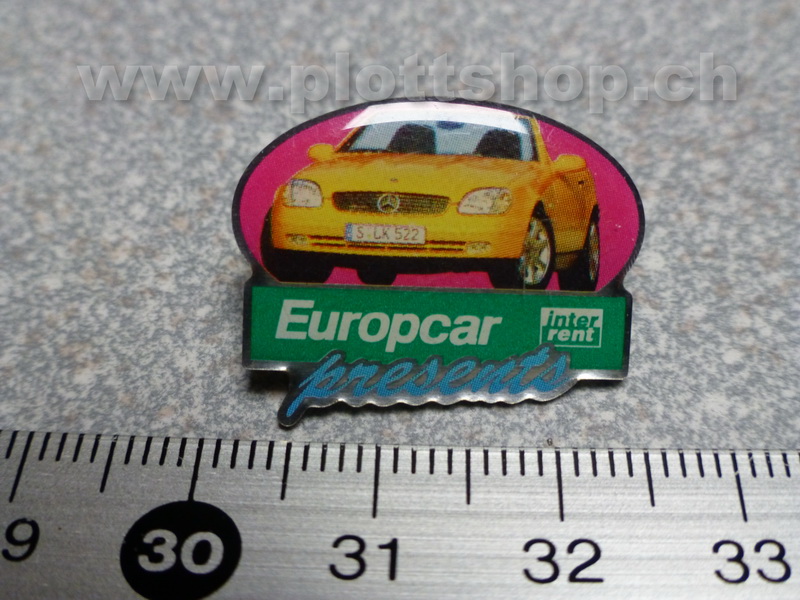 www.plottshop.ch
S LK 522
Europcar
inter
rent
presents
9 30 31 32 33